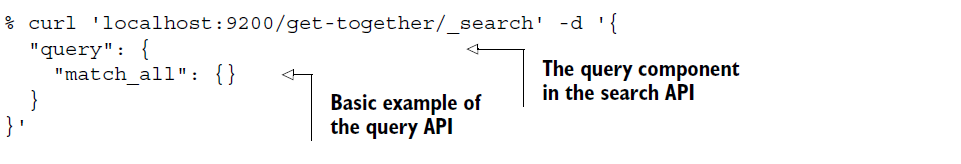 % curl 'localhost:9200/get-together/_search' -d '{
"query": {
"match_all": {}
}
}'
The query component
in the search API
Basic example of
the query API